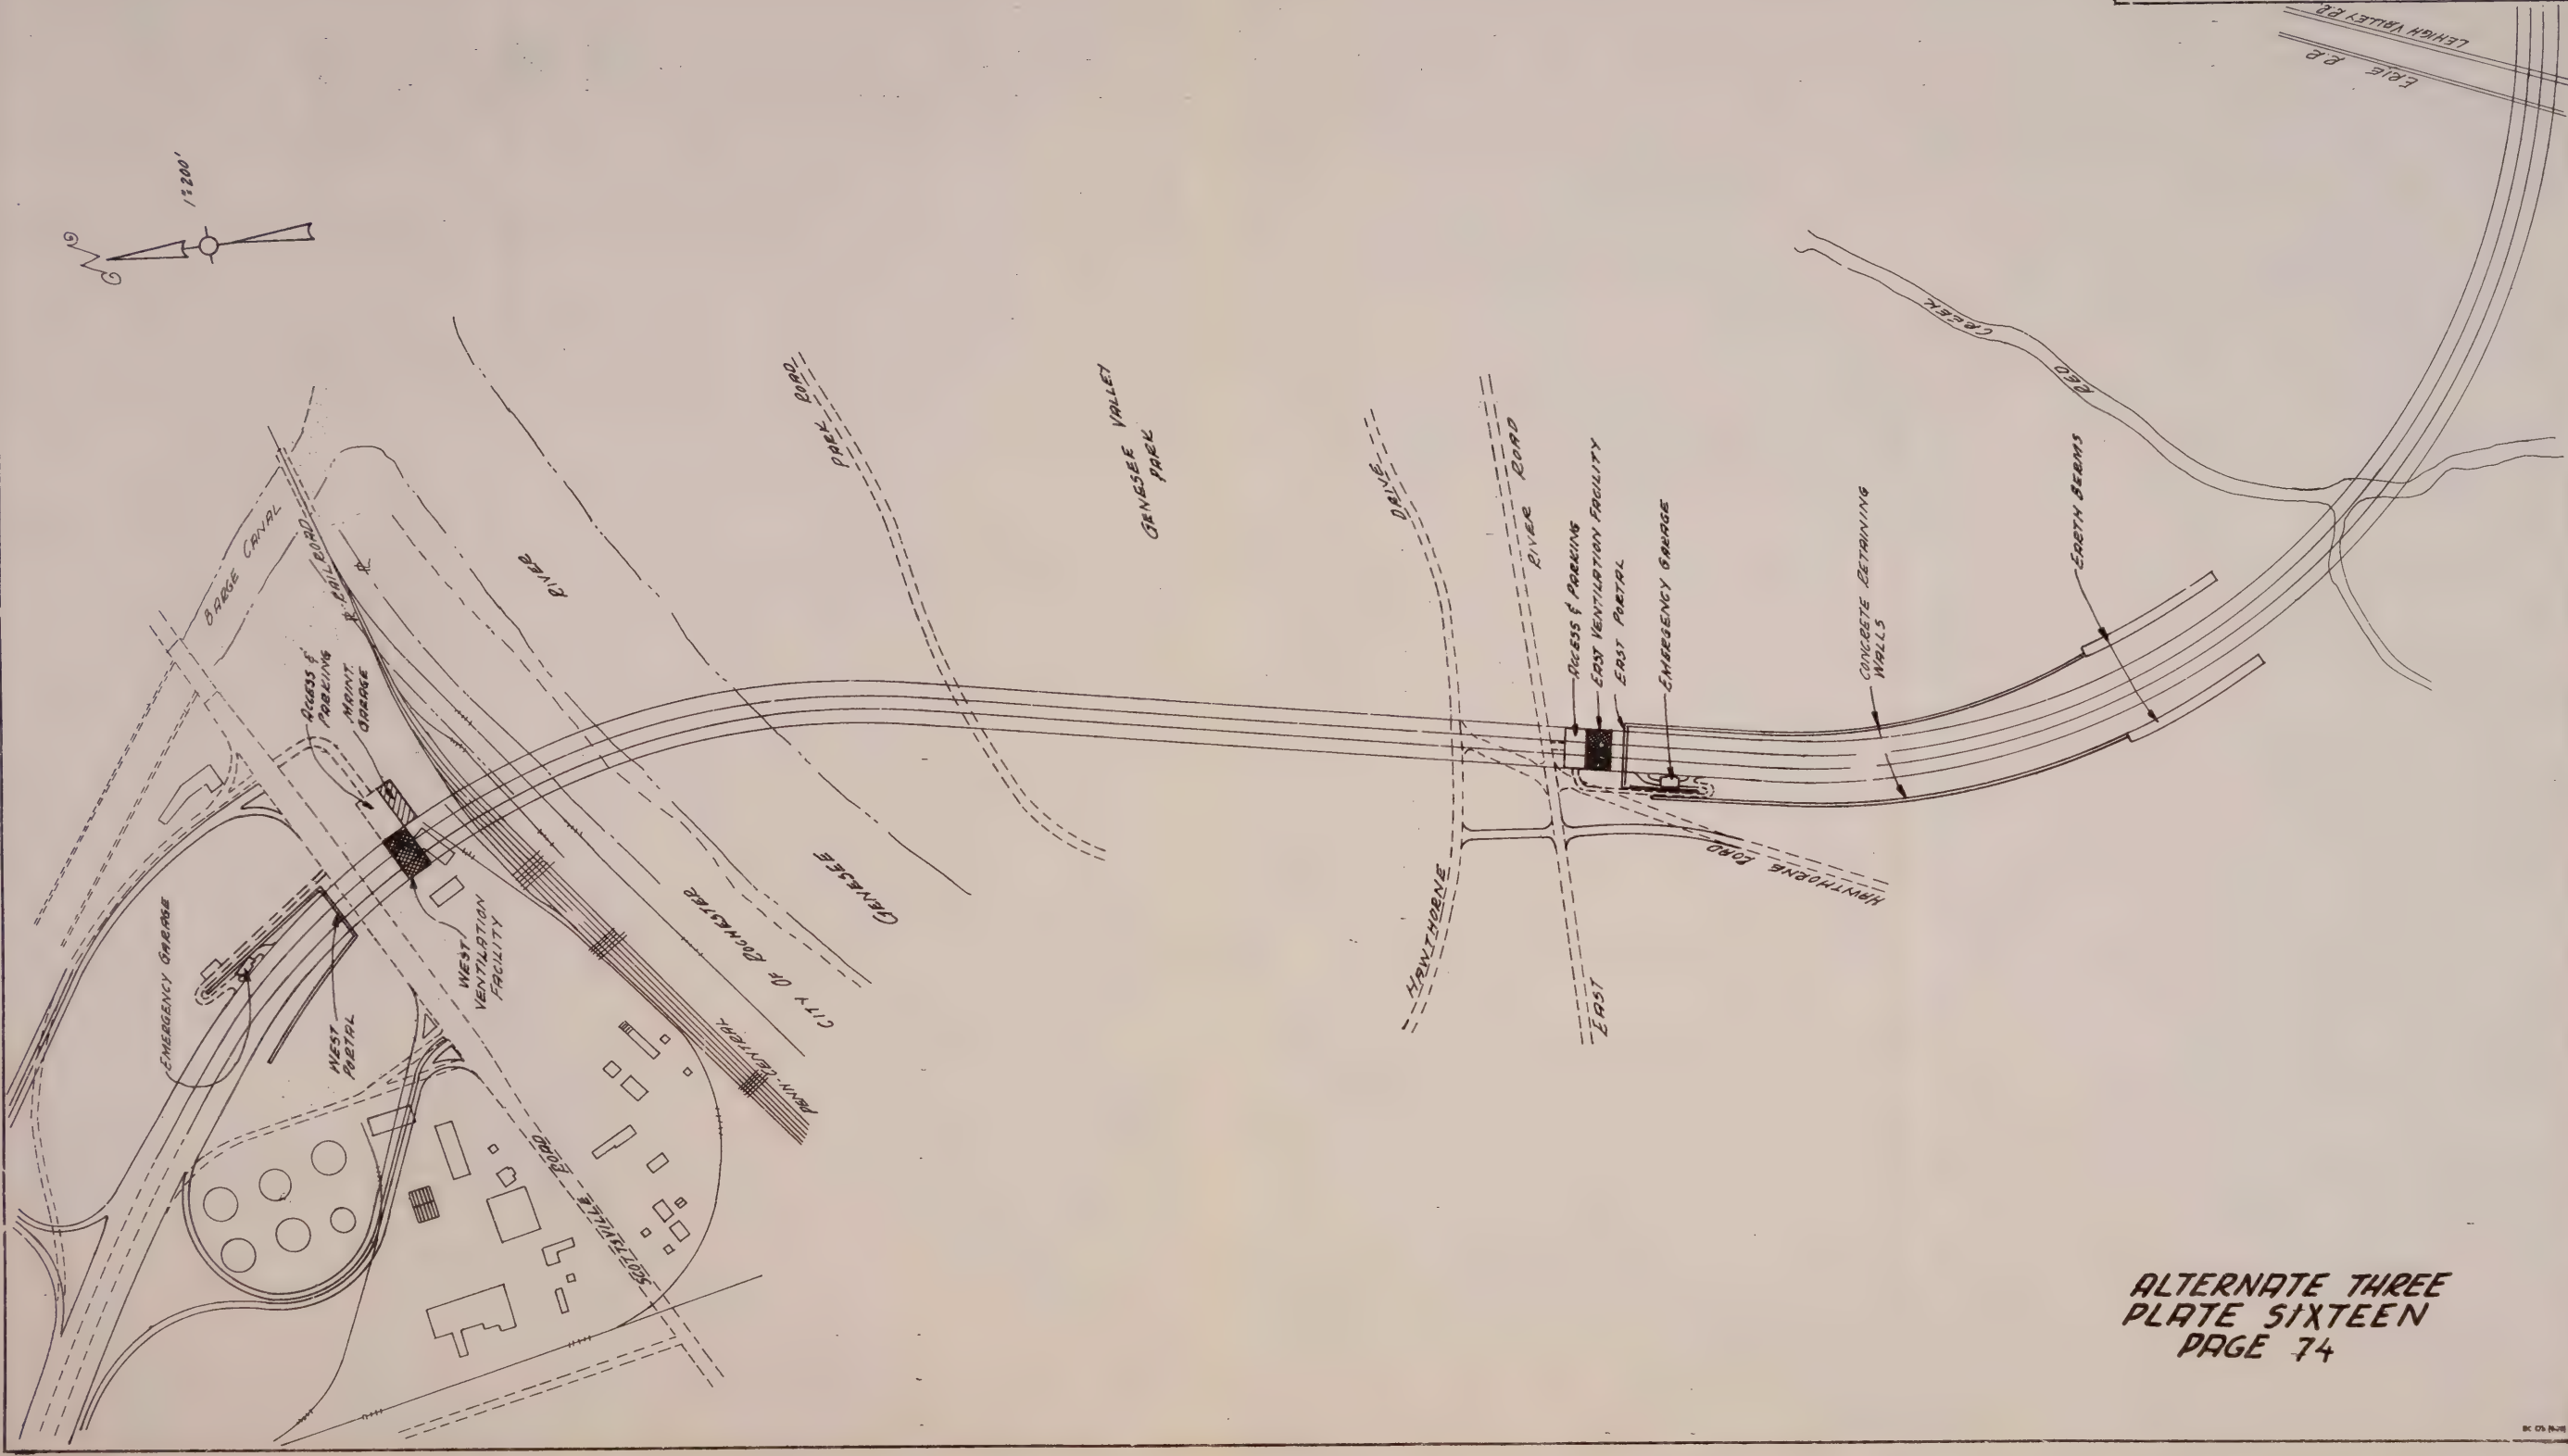 LEHIGH VALLEY RR
ERIE R.R.
N
1"=200'
BARGE CANAL
RAILROAD
RIVER
PARK ROAD
GENESEE VALLEY
PARK
DRIVE
RIVER ROAD
ACCESS & PARKING
EAST VENTILATION FACILITY
EAST PORTAL
EMERGENCY GARAGE
CONCRETE RETAINING
WALLS
EARTH BERMS
RED CREEK
ACCESS &
PARKING
MAINT.
GARAGE
EMERGENCY GARAGE
WEST
PORTAL
WEST
VENTILATION
FACILITY
CITY OF ROCHESTER
GENESEE
PENN-CENTRAL
SCOTTSVILLE ROAD
HAWTHORNE
EAST
HAWTHORNE ROAD
ALTERNATE THREE
PLATE SIXTEEN
PAGE 74